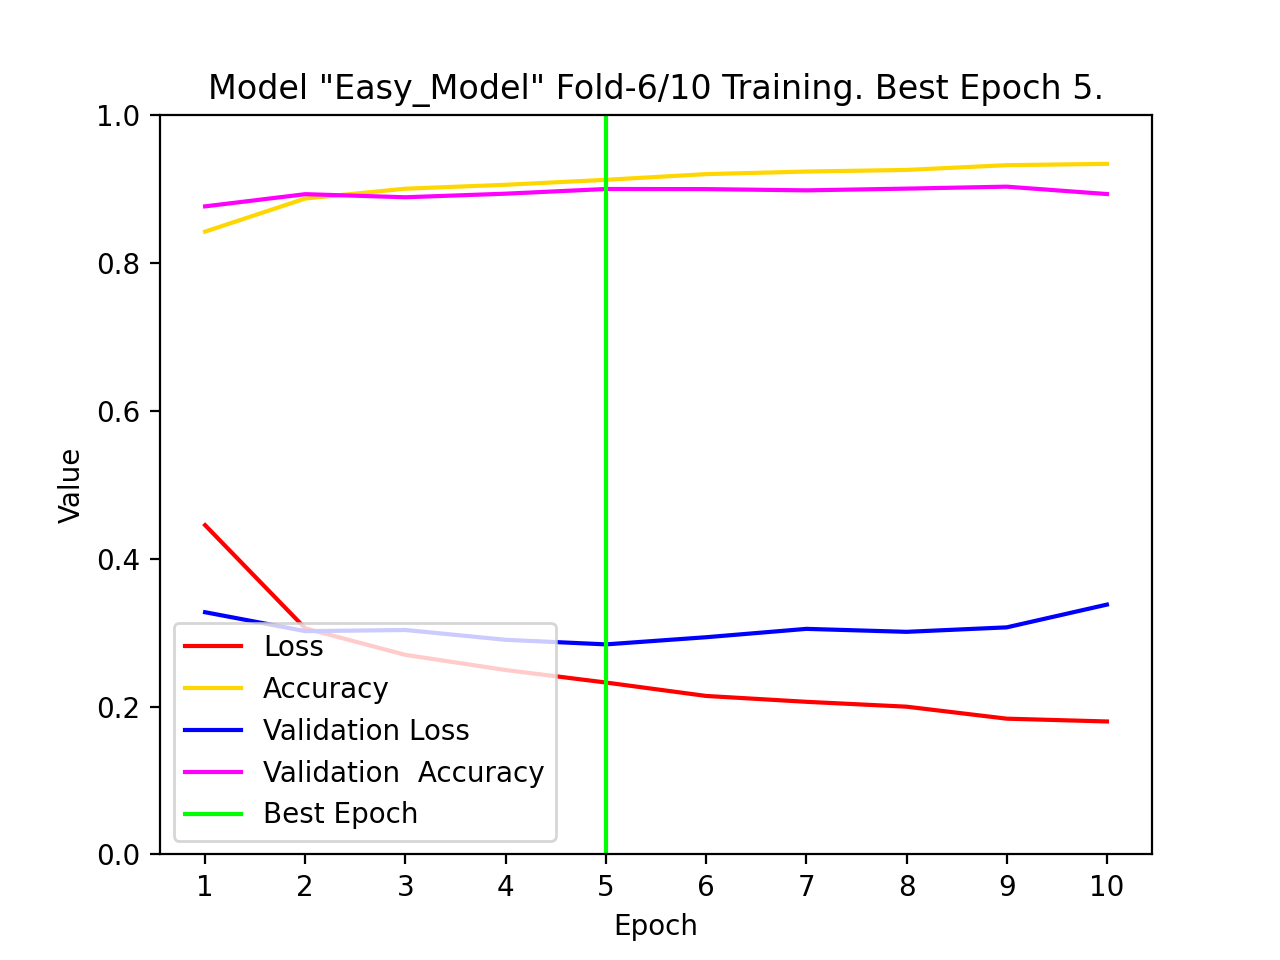 Model "Easy_Model" Fold-6/10 Training. Best Epoch 5.
1.0
0.8
0.6
0.4
0.2
0.0
Value
Loss
Accuracy
Validation Loss
Validation  Accuracy
Best Epoch
1 2 3 4 5 6 7 8 9 10
Epoch